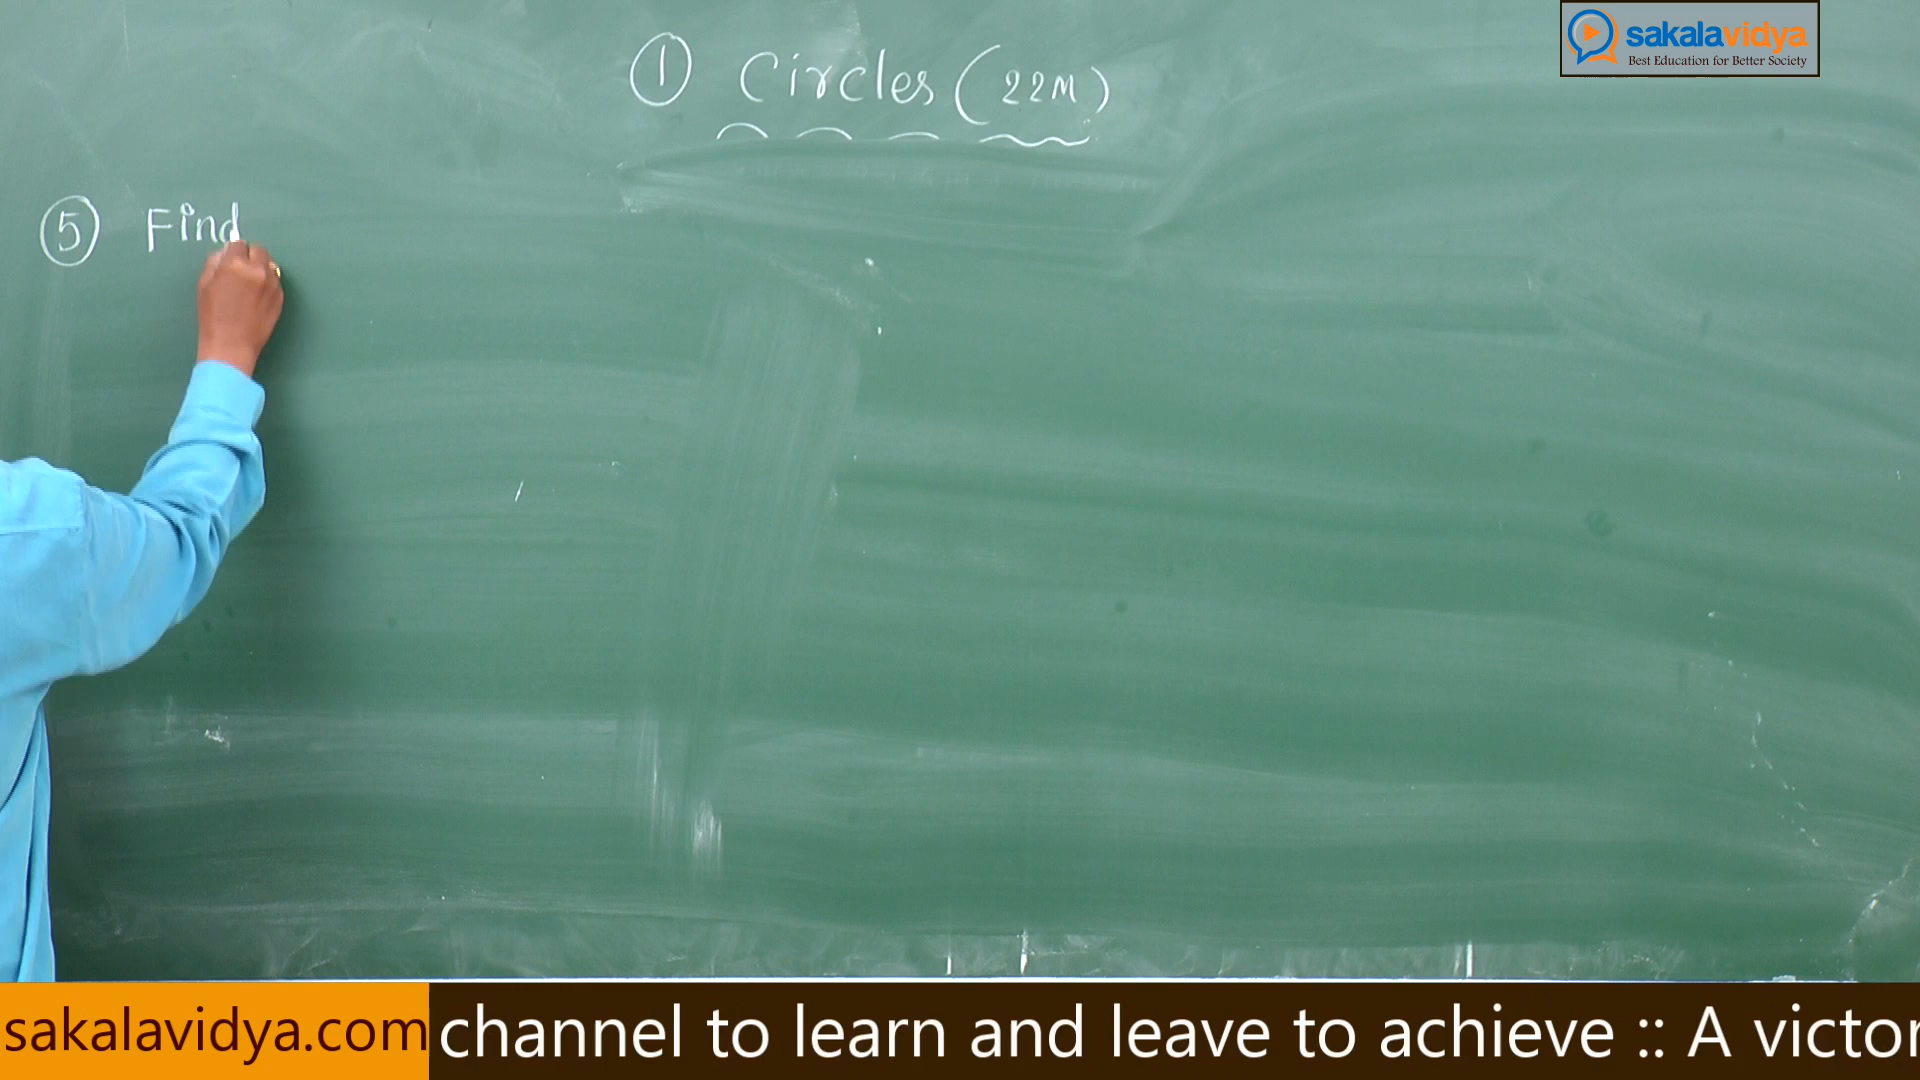 ① Circles (22M)
sakalavidya
Best Education for Better Society
⑤ Find
sakalavidya.com channel to learn and leave to achieve :: A victor